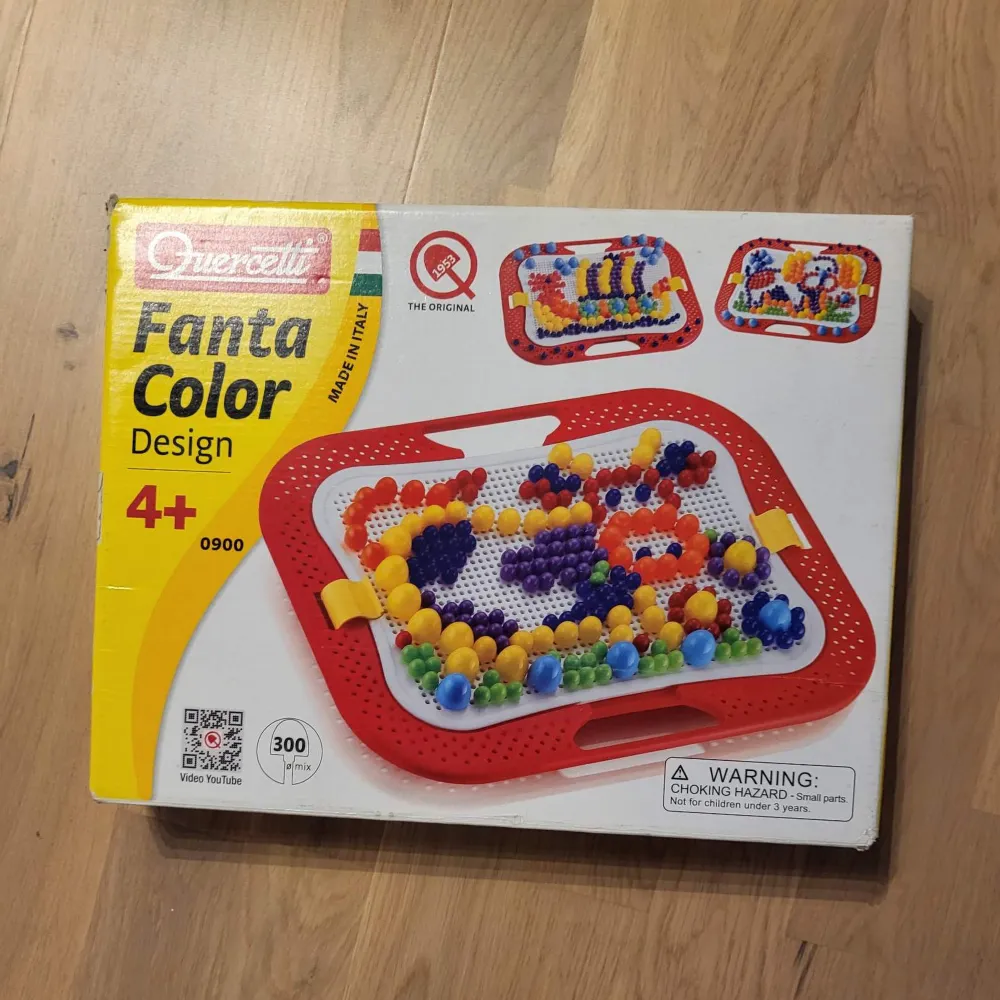 Quercetti®
Fanta
Color
Design
4+
0900
MADE IN ITALY
1953
THE ORIGINAL
Video YouTube
300
ø mix
WARNING:
CHOKING HAZARD - Small parts.
Not for children under 3 years.